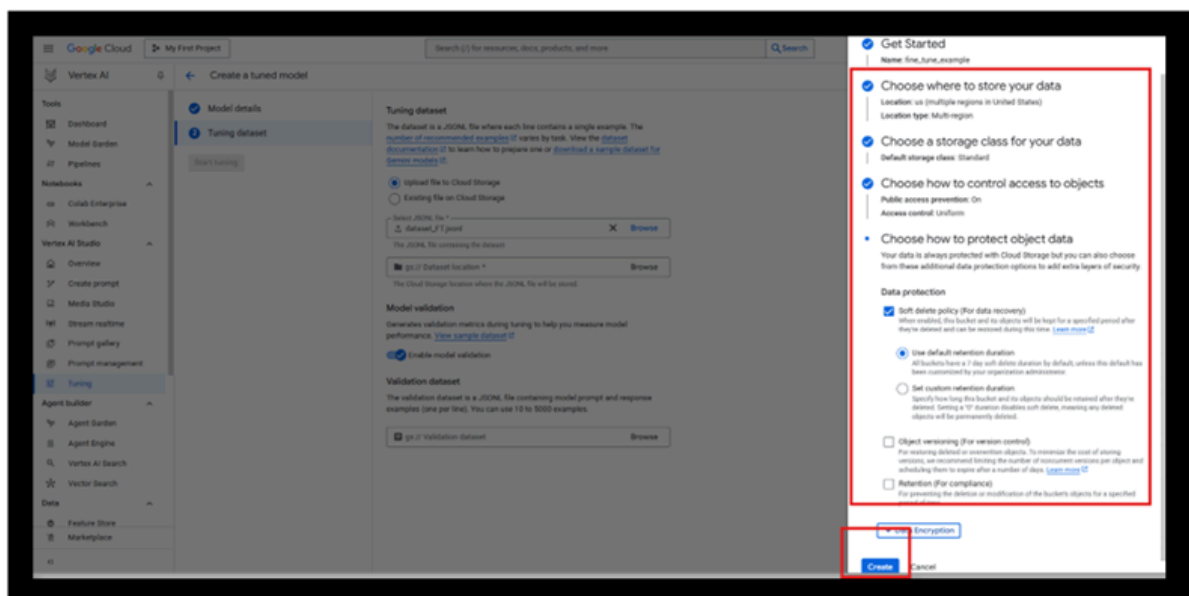 Google Cloud
My First Project
Search (/) for resources, docs, products, and more
Search
Vertex AI
Create a tuned model
Tools
Dashboard
Model Garden
Pipelines
Notebooks
Colab Enterprise
Workbench
Vertex AI Studio
Overview
Create prompt
Media Studio
Stream realtime
Prompt gallery
Prompt management
Tuning
Agent builder
Agent Garden
Agent Engine
Vertex AI Search
Vector Search
Data
Feature Store
Marketplace
Model details
2 Tuning dataset
Start tuning
Tuning dataset
The dataset is a JSONL file where each line contains a single example. The
number of recommended examples varies by task. View the dataset
documentation to learn how to prepare one or download a sample dataset for
Gemini models.
Upload file to Cloud Storage
Existing file on Cloud Storage
Select JSONL file *
dataset_FT.jsonl
Browse
The JSONL file containing the dataset
gs:// Dataset location *
Browse
The Cloud Storage location where the JSONL file will be stored.
Model validation
Generates validation metrics during tuning to help you measure model
performance. View sample dataset
Enable model validation
Validation dataset
The validation dataset is a JSONL file containing model prompt and response
examples (one per line). You can use 10 to 5000 examples.
gs:// Validation dataset
Browse
Get Started
Name: fine_tune_example
Choose where to store your data
Location: us (multiple regions in United States)
Location type: Multi-region
Choose a storage class for your data
Default storage class: Standard
Choose how to control access to objects
Public access prevention: On
Access control: Uniform
Choose how to protect object data
Your data is always protected with Cloud Storage but you can also choose
from these additional data protection options to add extra layers of security.
Data protection
Soft delete policy (For data recovery)
When enabled, this bucket and its objects will be kept for a specified period after
they're deleted and can be restored during this time. Learn more
Use default retention duration
All buckets have a 7 day soft delete duration by default, unless this default has
been customized by your organization administrator.
Set custom retention duration
Specify how long this bucket and its objects should be retained after they're
deleted. Setting a "0" duration disables soft delete, meaning any deleted
objects will be permanently deleted.
Object versioning (For version control)
For restoring deleted or overwritten objects. To minimize the cost of storing
versions, we recommend limiting the number of noncurrent versions per object and
scheduling them to expire after a number of days. Learn more
Retention (For compliance)
For preventing the deletion or modification of the bucket's objects for a specified
period of time.
Data Encryption
Create
Cancel